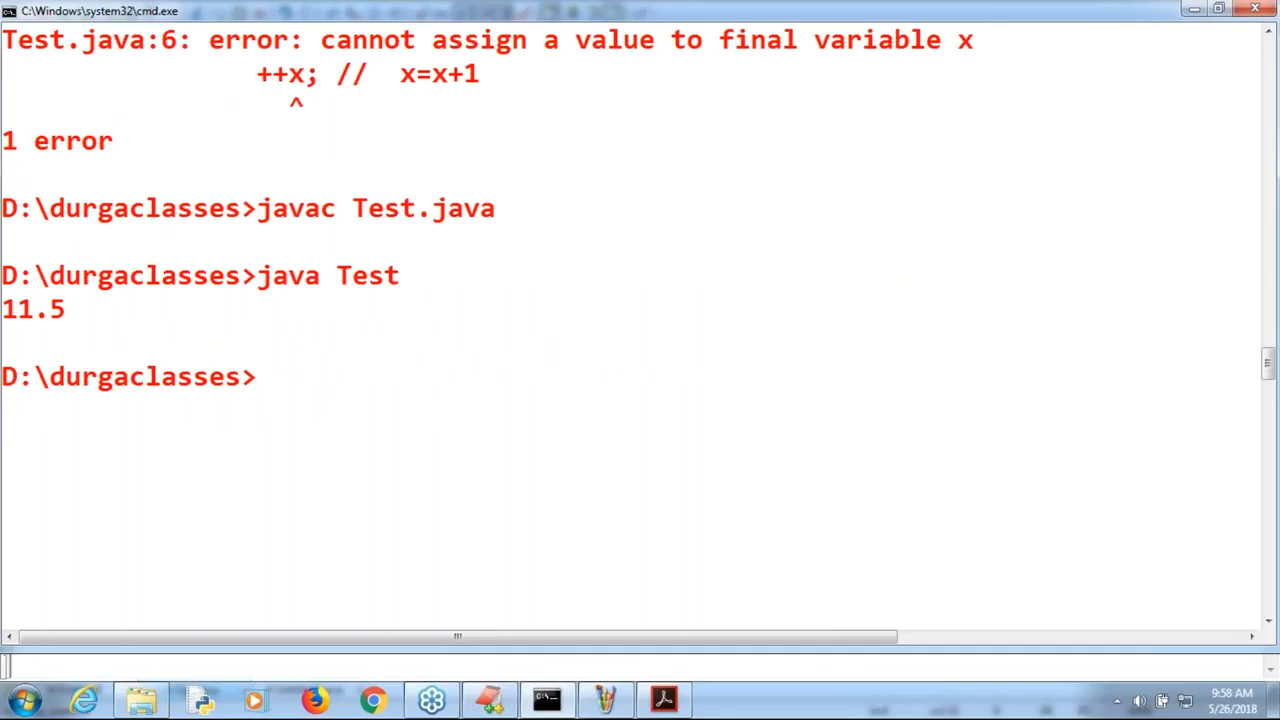 C:\Windows\system32\cmd.exe
Test.java:6: error: cannot assign a value to final variable x
++x; //  x=x+1
^
1 error
D:\durgaclasses>javac Test.java
D:\durgaclasses>java Test
11.5
D:\durgaclasses>
9:58 AM
5/26/2018